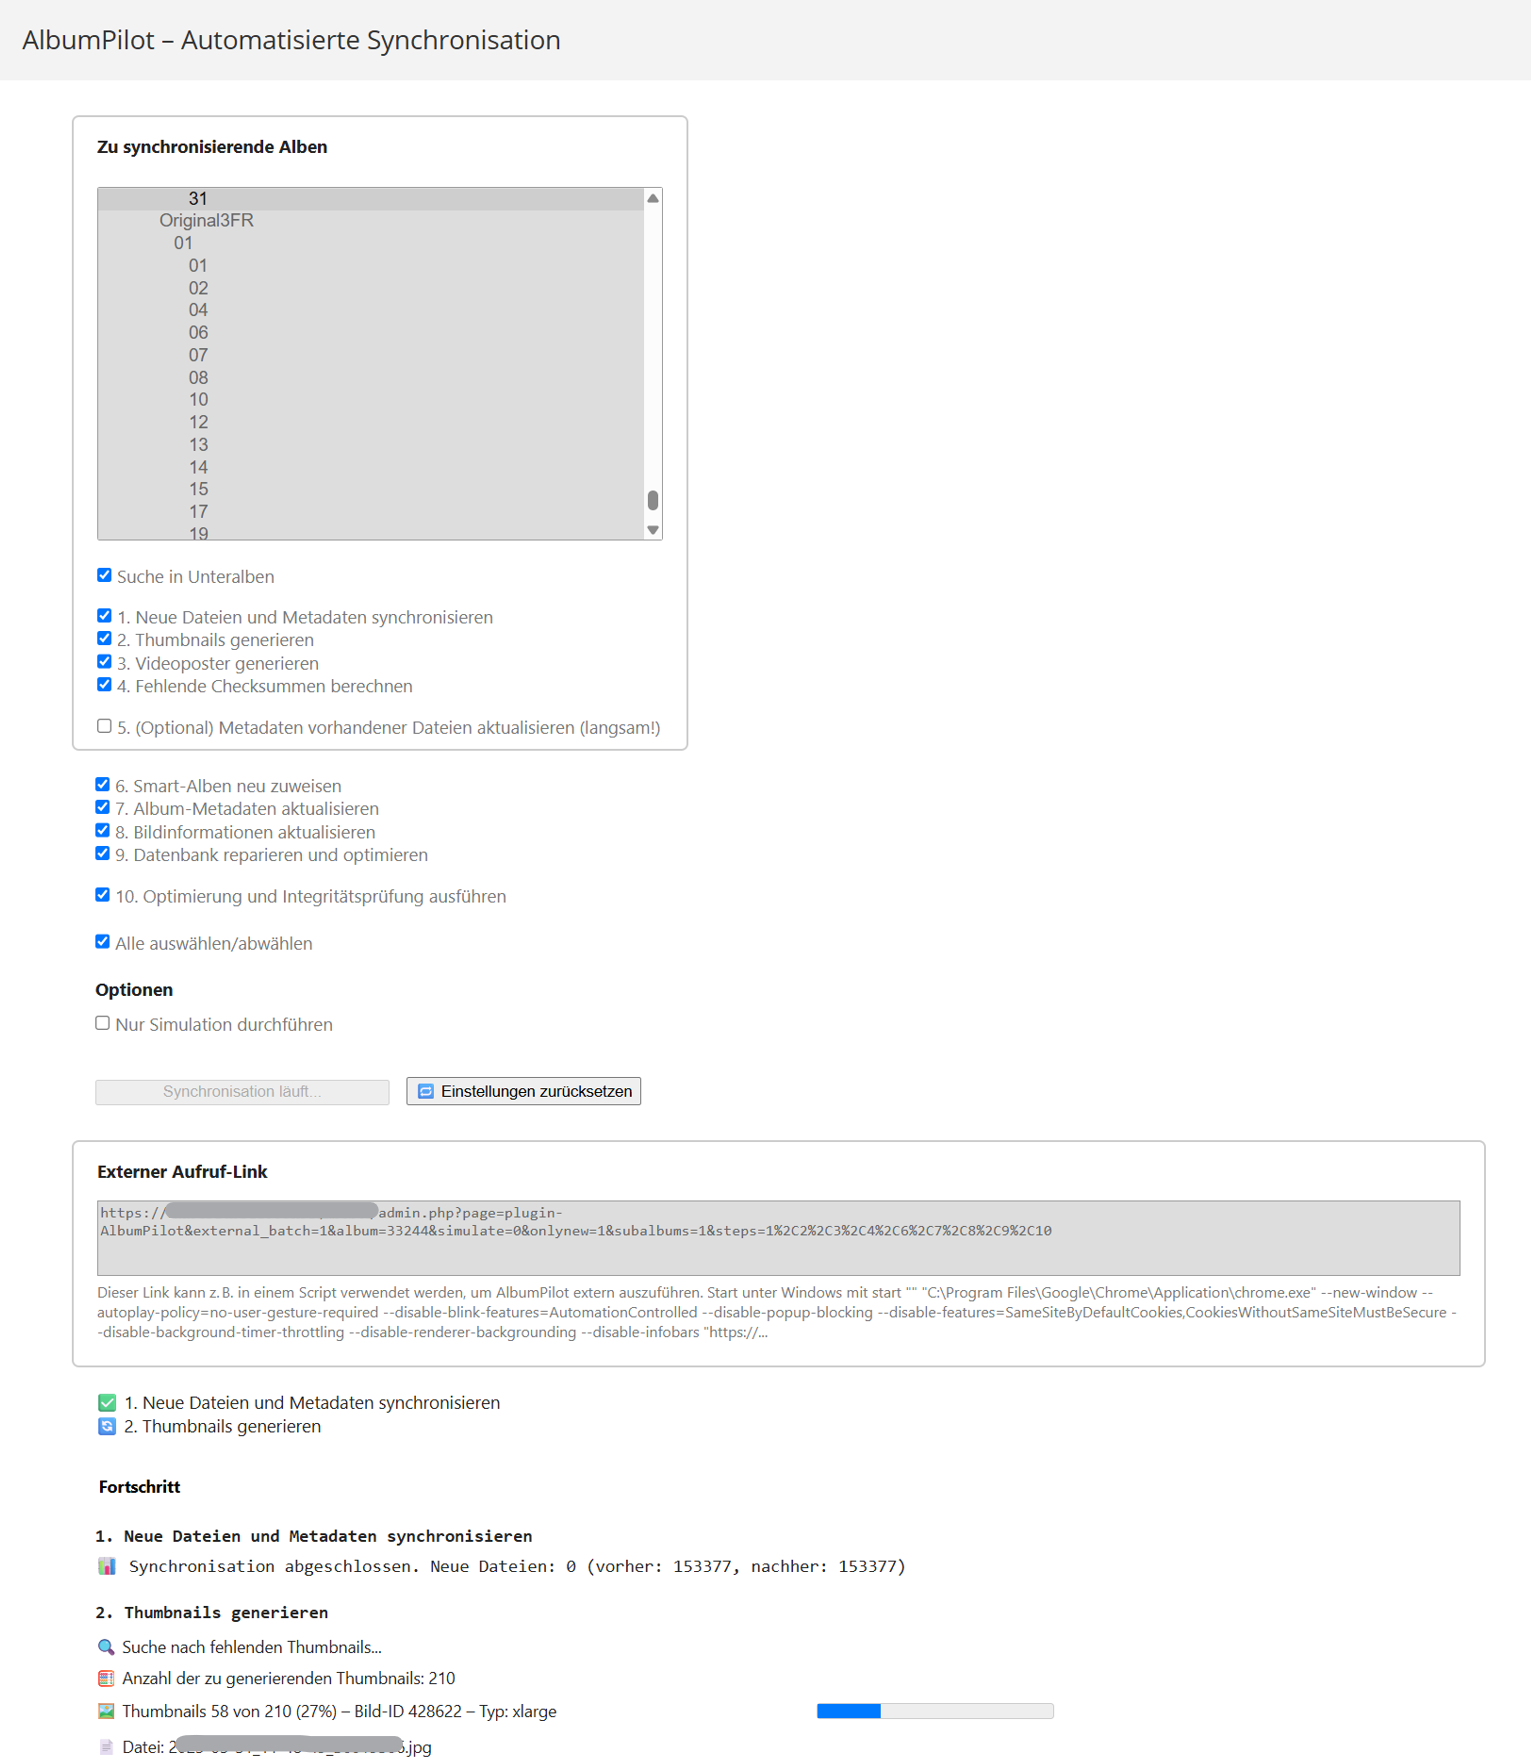 AlbumPilot – Automatisierte Synchronisation
Zu synchronisierende Alben
31
Original3FR
01
01
02
04
06
07
08
10
12
13
14
15
17
19
Suche in Unteralben
1. Neue Dateien und Metadaten synchronisieren
2. Thumbnails generieren
3. Videoposter generieren
4. Fehlende Checksummen berechnen
5. (Optional) Metadaten vorhandener Dateien aktualisieren (langsam!)
6. Smart-Alben neu zuweisen
7. Album-Metadaten aktualisieren
8. Bildinformationen aktualisieren
9. Datenbank reparieren und optimieren
10. Optimierung und Integritätsprüfung ausführen
Alle auswählen/abwählen
Optionen
Nur Simulation durchführen
Synchronisation läuft... Einstellungen zurücksetzen
Externer Aufruf-Link
https:// admin.php?page=plugin-
AlbumPilot&external_batch=1&album=33244&simulate=0&onlynew=1&subalbums=1&steps=1%2C2%2C3%2C4%2C6%2C7%2C8%2C9%2C10
Dieser Link kann z. B. in einem Script verwendet werden, um AlbumPilot extern auszuführen. Start unter Windows mit start "" "C:\Program Files\Google\Chrome\Application\chrome.exe" --new-window --
autoplay-policy=no-user-gesture-required --disable-blink-features=AutomationControlled --disable-popup-blocking --disable-features=SameSiteByDefaultCookies,CookiesWithoutSameSiteMustBeSecure -
-disable-background-timer-throttling --disable-renderer-backgrounding --disable-infobars "https://...
1. Neue Dateien und Metadaten synchronisieren
2. Thumbnails generieren
Fortschritt
1. Neue Dateien und Metadaten synchronisieren
Synchronisation abgeschlossen. Neue Dateien: 0 (vorher: 153377, nachher: 153377)
2. Thumbnails generieren
Suche nach fehlenden Thumbnails...
Anzahl der zu generierenden Thumbnails: 210
Thumbnails 58 von 210 (27%) – Bild-ID 428622 – Typ: xlarge
Datei: .jpg